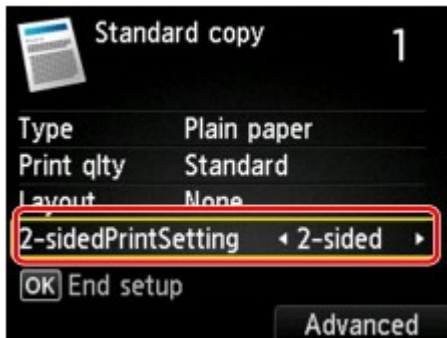 Standard copy
1
Type Plain paper
Print qlty Standard
Layout None
2-sidedPrintSetting 2-sided
OK End setup
Advanced